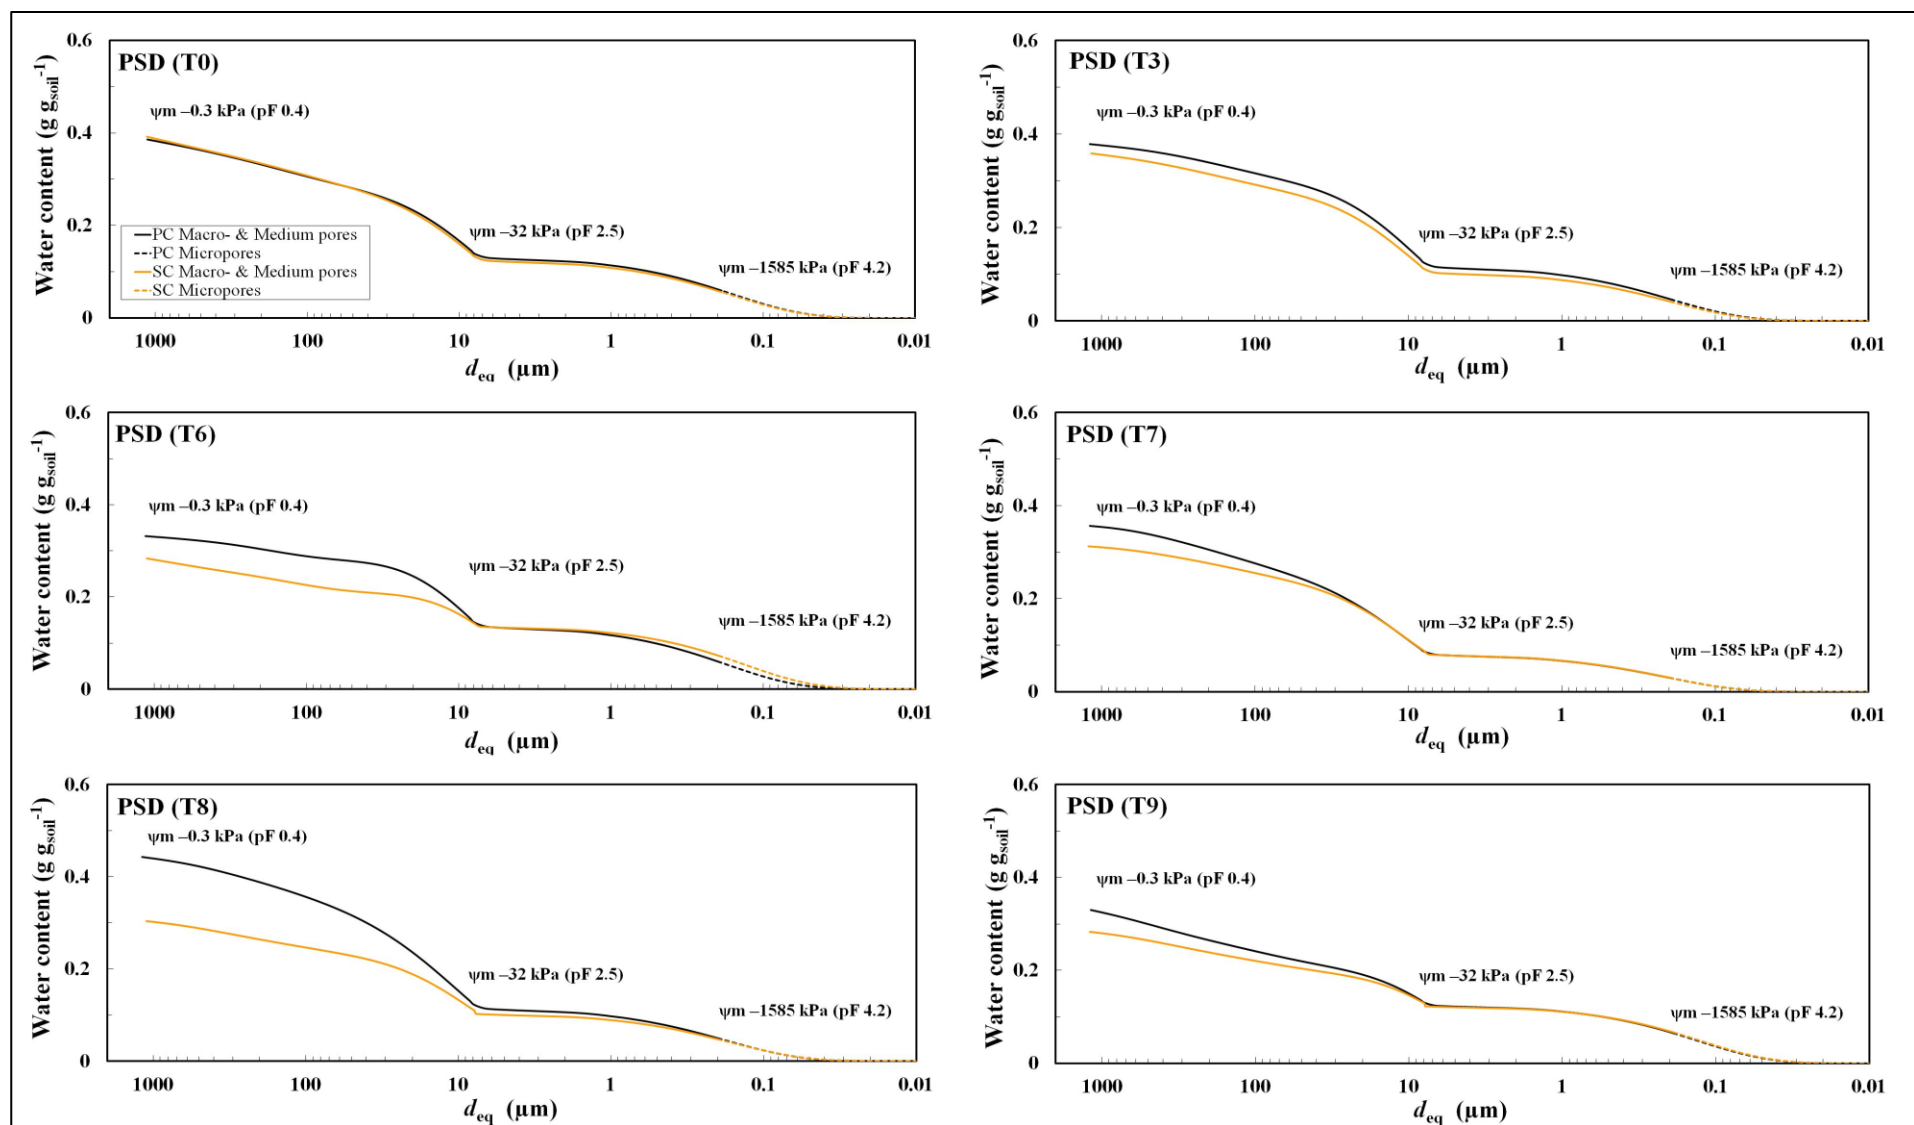 PSD (T0)
Water content (g gsoil-1)
0.6
0.4
0.2
0
ψm –0.3 kPa (pF 0.4)
ψm –32 kPa (pF 2.5)
ψm –1585 kPa (pF 4.2)
PC Macro- & Medium pores
PC Micropores
SC Macro- & Medium pores
SC Micropores
1000 100 10 1 0.1 0.01
deq (µm)
PSD (T3)
Water content (g gsoil-1)
0.6
0.4
0.2
0
ψm –0.3 kPa (pF 0.4)
ψm –32 kPa (pF 2.5)
ψm –1585 kPa (pF 4.2)
1000 100 10 1 0.1 0.01
deq (µm)
PSD (T6)
Water content (g gsoil-1)
0.6
0.4
0.2
0
ψm –0.3 kPa (pF 0.4)
ψm –32 kPa (pF 2.5)
ψm –1585 kPa (pF 4.2)
1000 100 10 1 0.1 0.01
deq (µm)
PSD (T7)
Water content (g gsoil-1)
0.6
0.4
0.2
0
ψm –0.3 kPa (pF 0.4)
ψm –32 kPa (pF 2.5)
ψm –1585 kPa (pF 4.2)
1000 100 10 1 0.1 0.01
deq (µm)
PSD (T8)
Water content (g gsoil-1)
0.6
0.4
0.2
0
ψm –0.3 kPa (pF 0.4)
ψm –32 kPa (pF 2.5)
ψm –1585 kPa (pF 4.2)
1000 100 10 1 0.1 0.01
deq (µm)
PSD (T9)
Water content (g gsoil-1)
0.6
0.4
0.2
0
ψm –0.3 kPa (pF 0.4)
ψm –32 kPa (pF 2.5)
ψm –1585 kPa (pF 4.2)
1000 100 10 1 0.1 0.01
deq (µm)